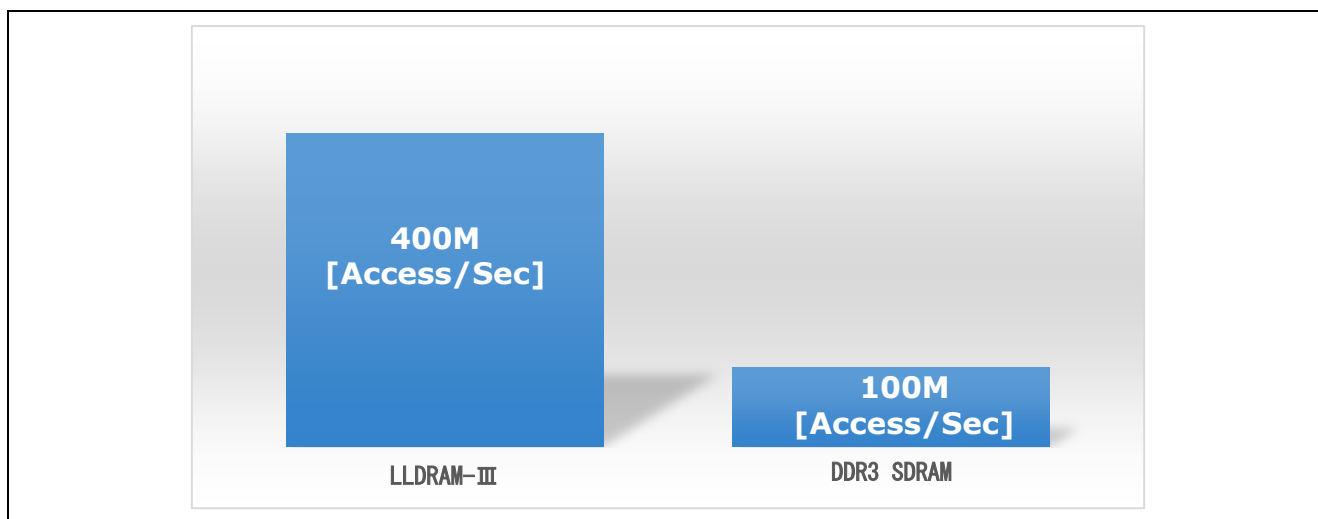 400M
[Access/Sec]
100M
[Access/Sec]
LLDRAM-Ⅲ
DDR3 SDRAM